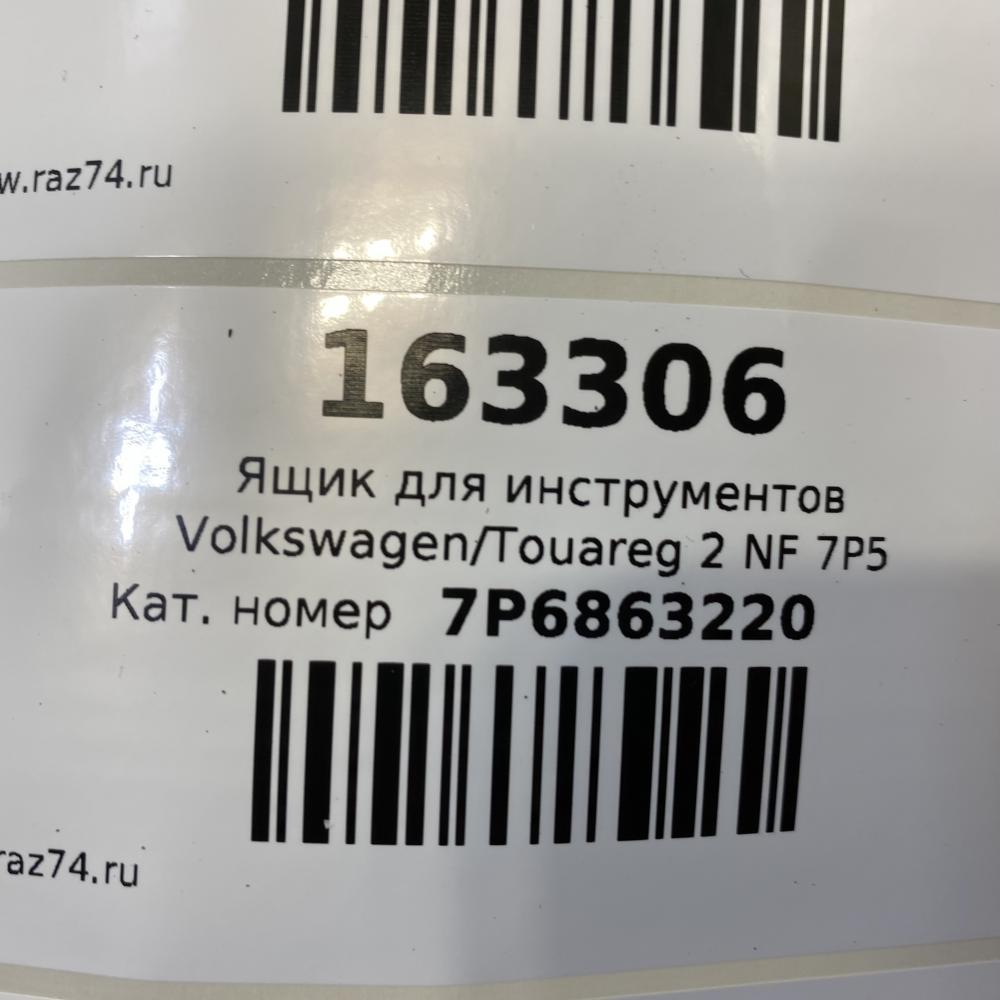 w.raz74.ru
163306
Ящик для инструментов
Volkswagen/Touareg 2 NF 7P5
Кат. номер 7P6863220
raz74.ru